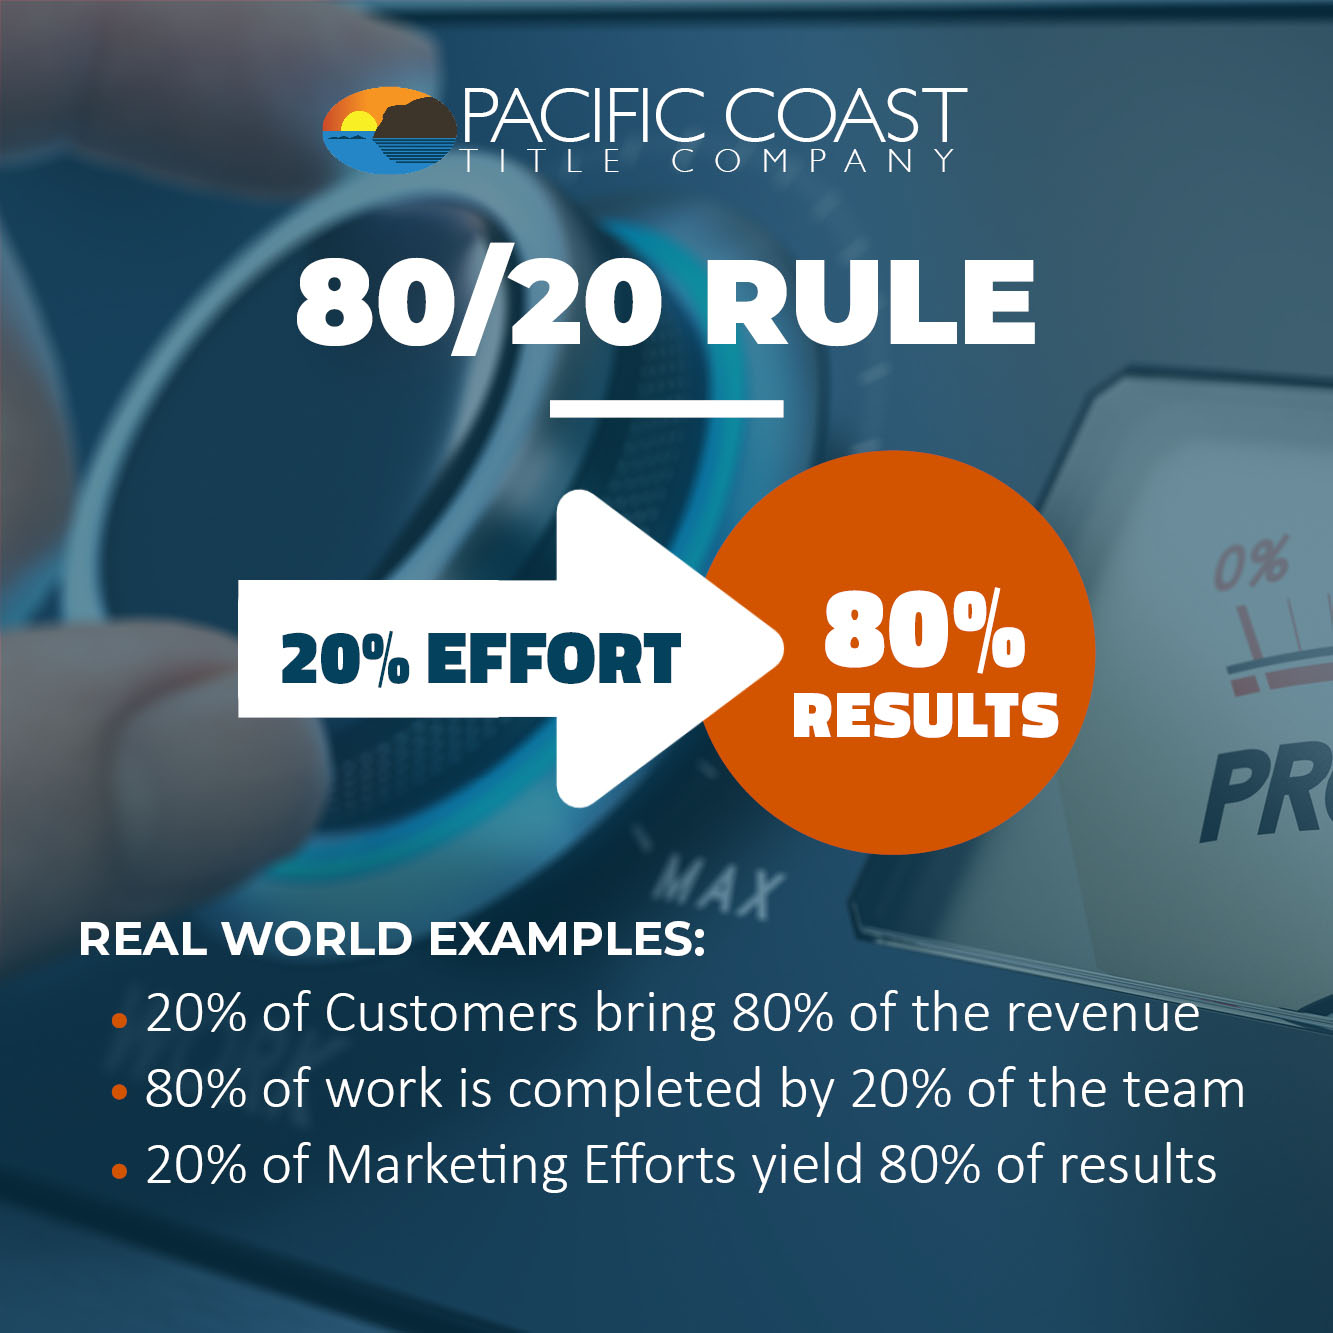 PACIFIC COAST
TITLE COMPANY
80/20 RULE
20% EFFORT
80%
RESULTS
0%
MAX
REAL WORLD EXAMPLES:
• 20% of Customers bring 80% of the revenue
• 80% of work is completed by 20% of the team
• 20% of Marketing Efforts yield 80% of results